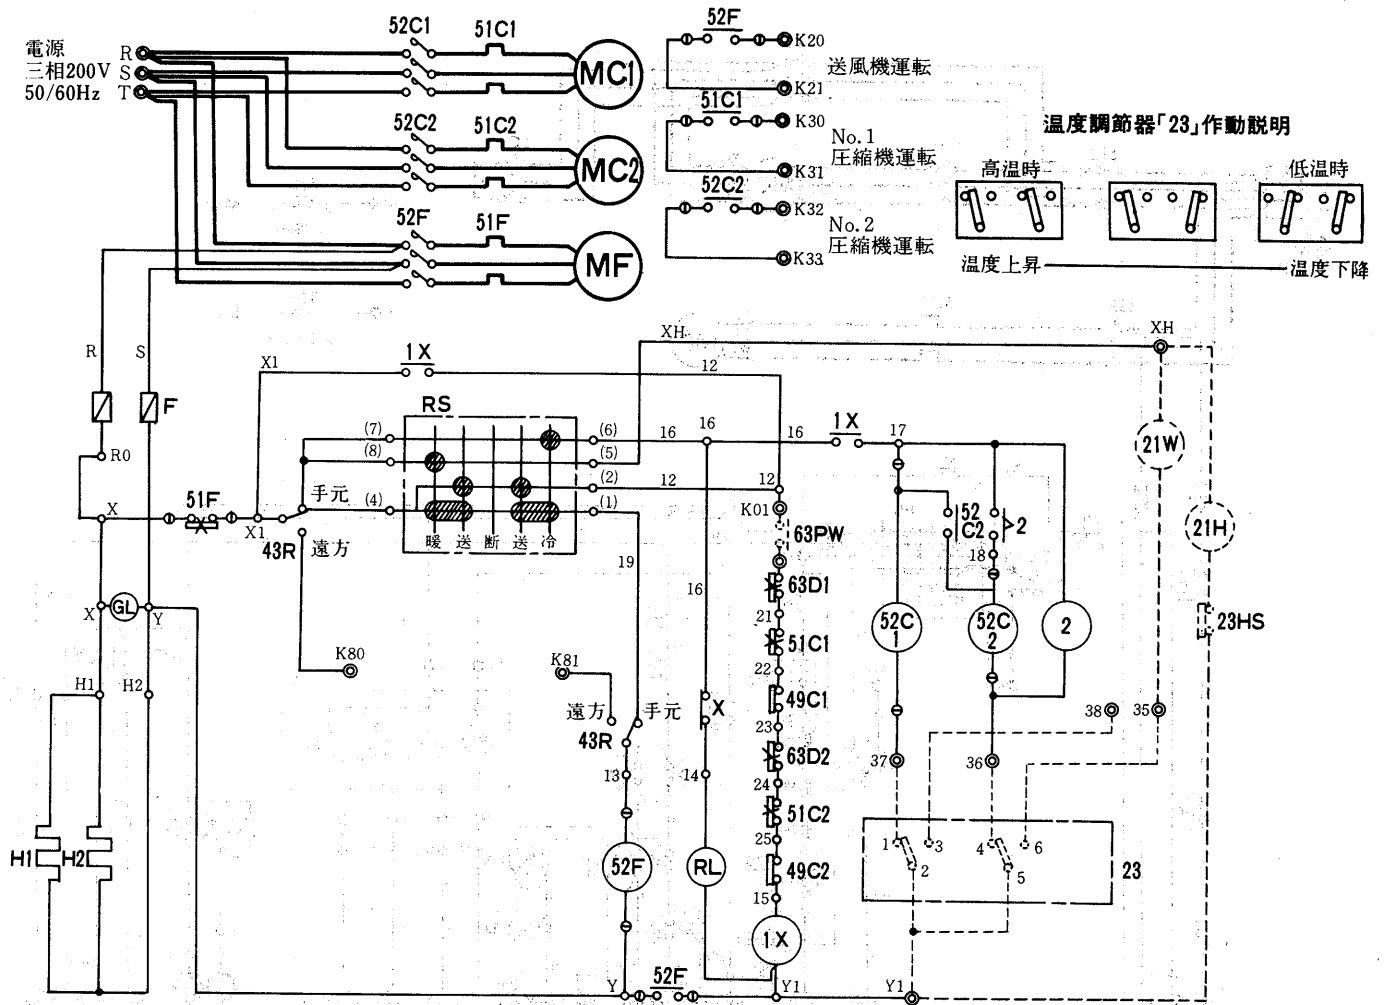 電源
三相200V
50/60Hz
R
S
T
52C1
51C1
MC1
52C2
51C2
MC2
52F
51F
MF
52F
K20
送風機運転
K21
51C1
K30
No.1
圧縮機運転
K31
52C2
K32
No.2
圧縮機運転
K33
温度調節器「23」作動説明
高温時
低温時
温度上昇
温度下降
R
S
F
R0
X
51F
X1
X1
1X
12
XH
XH
RS
(7)
(8)
(4)
(6)
(5)
(2)
(1)
暖 送 断 送 冷
手元
43R
遠方
16
16
16
12
12
1X
17
K01
63PW
63D1
21
51C1
22
49C1
23
63D2
24
51C2
25
49C2
15
1X
Y1
19
16
X
14
RL
K80
K81
遠方
手元
43R
13
52F
Y
52F
X
GL
Y
H1
H2
H1
H2
52
C2
2
18
52C
1
52C
2
2
21W
21H
23HS
38
35
37
36
1
3
2
4
6
5
23
Y1